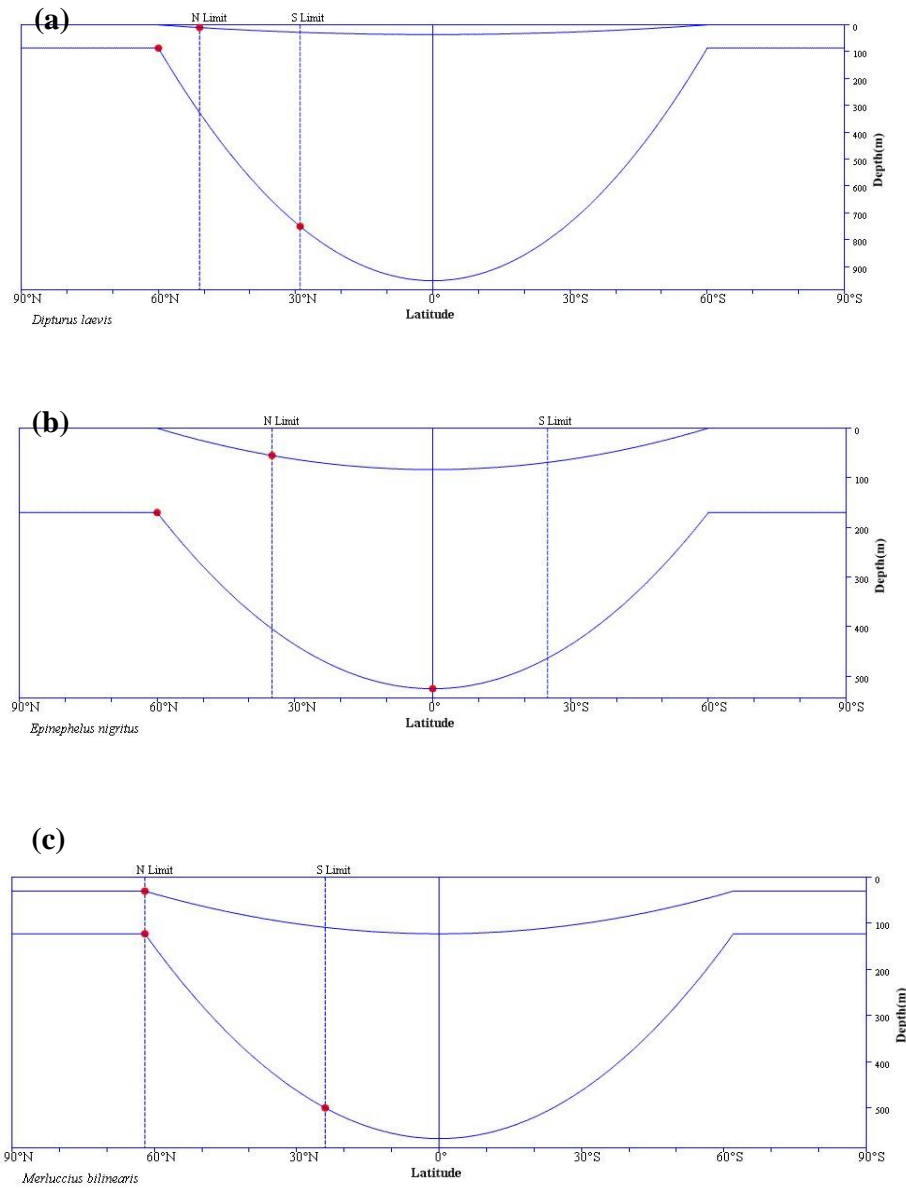 (a)
N Limit S Limit
0
100
200
300
400
500
600
700
800
900
Depth(m)
90°N 60°N 30°N 0° 30°S 60°S 90°S
Latitude
Dipturus laevis
(b)
N Limit S Limit
0
100
200
300
400
500
Depth(m)
90°N 60°N 30°N 0° 30°S 60°S 90°S
Latitude
Epinephelus nigritus
(c)
N Limit S Limit
0
100
200
300
400
500
Depth(m)
90°N 60°N 30°N 0° 30°S 60°S 90°S
Latitude
Merluccius bilinearis